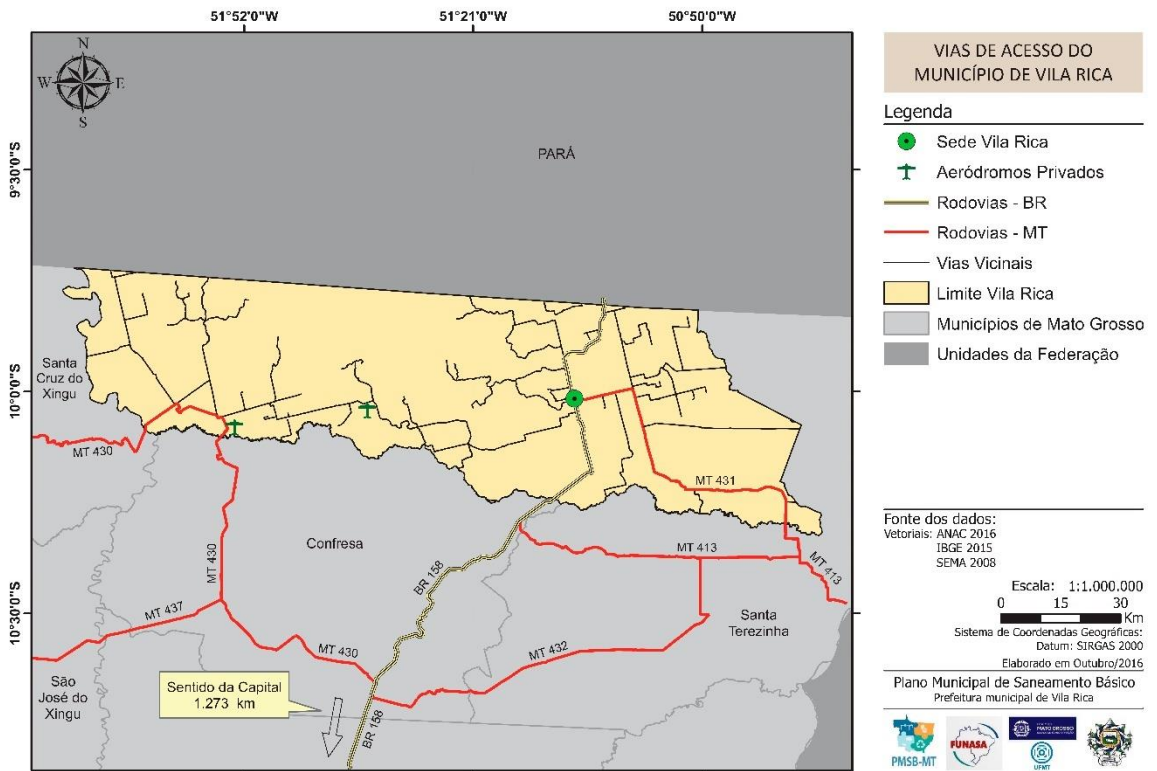 51°52'0"W
51°21'0"W
50°50'0"W
N
W
E
S
9°30'0"S
10°0'0"S
10°30'0"S
PARÁ
Santa
Cruz do
Xingu
MT 430
MT 431
Confresa
MT 430
MT 413
MT 413
BR 158
MT 437
Santa
Terezinha
MT 430
MT 432
São
José do
Xingu
Sentido da Capital
1.273 km
BR 158
VIAS DE ACESSO DO
MUNICÍPIO DE VILA RICA
Legenda
Sede Vila Rica
Aeródromos Privados
Rodovias - BR
Rodovias - MT
Vias Vicinais
Limite Vila Rica
Municípios de Mato Grosso
Unidades da Federação
Fonte dos dados:
Vetoriais: ANAC 2016
IBGE 2015
SEMA 2008
Escala: 1:1.000.000
0 15 30
Km
Sistema de Coordenadas Geográficas:
Datum: SIRGAS 2000
Elaborado em Outubro/2016
Plano Municipal de Saneamento Básico
Prefeitura municipal de Vila Rica
PMSB-MT
FUNASA
MATO GROSSO
UFMT